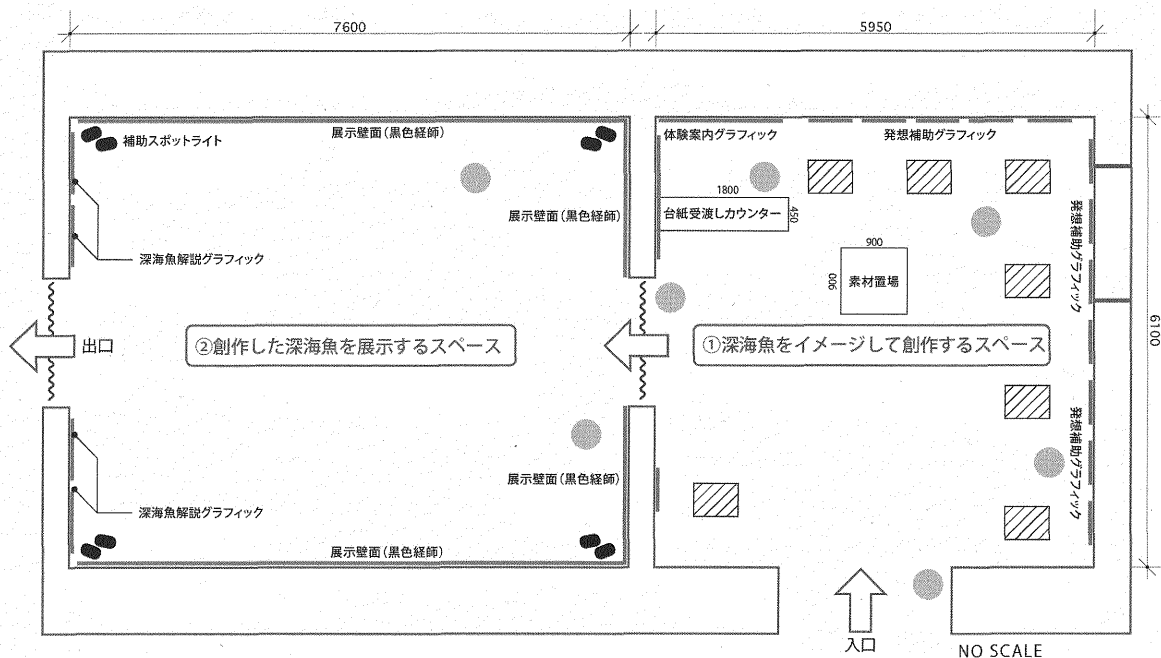 7600
5950
展示壁面(黒色経師)
補助スポットライト
体験案内グラフィック
発想補助グラフィック
1800
450
台紙受渡しカウンター
展示壁面(黒色経師)
発想補助グラフィック
深海魚解説グラフィック
900
900
素材置場
6100
出口
②創作した深海魚を展示するスペース
①深海魚をイメージして創作するスペース
発想補助グラフィック
展示壁面(黒色経師)
深海魚解説グラフィック
展示壁面(黒色経師)
入口
NO SCALE